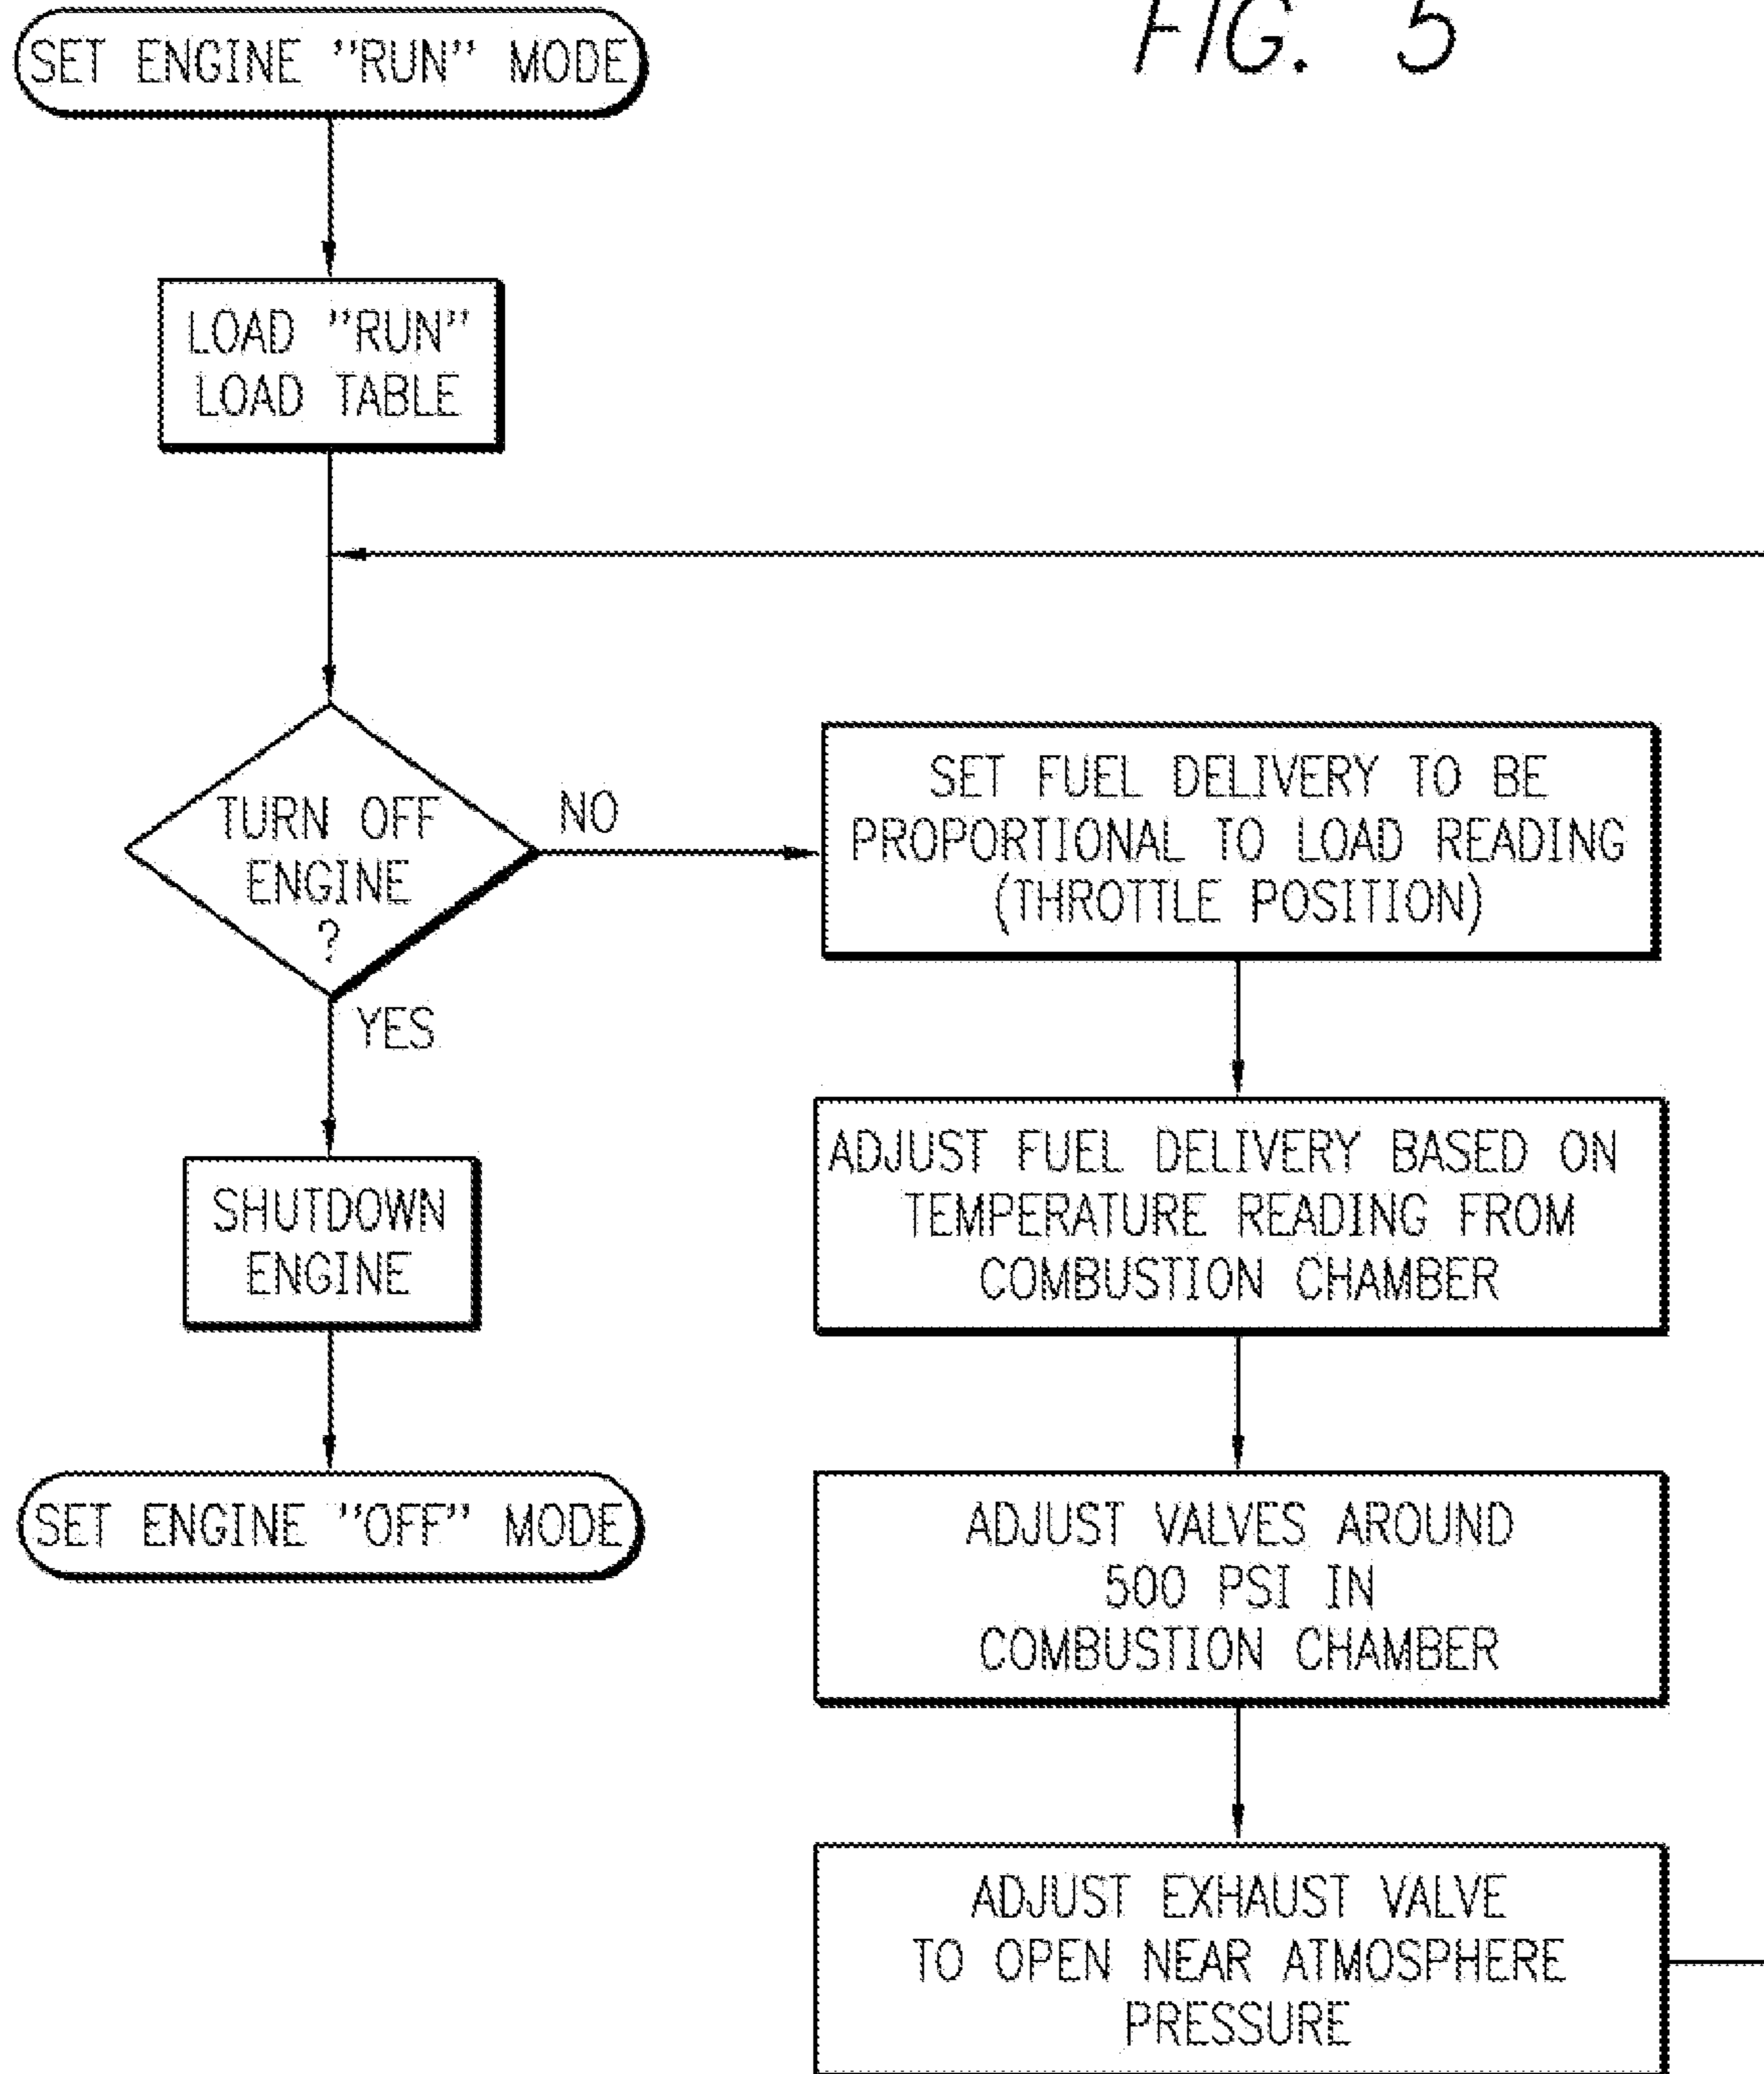 FIG. 5
SET ENGINE "RUN" MODE
LOAD "RUN"
LOAD TABLE
TURN OFF
ENGINE
?
NO
YES
SHUTDOWN
ENGINE
SET ENGINE "OFF" MODE
SET FUEL DELIVERY TO BE
PROPORTIONAL TO LOAD READING
(THROTTLE POSITION)
ADJUST FUEL DELIVERY BASED ON
TEMPERATURE READING FROM
COMBUSTION CHAMBER
ADJUST VALVES AROUND
500 PSI IN
COMBUSTION CHAMBER
ADJUST EXHAUST VALVE
TO OPEN NEAR ATMOSPHERE
PRESSURE